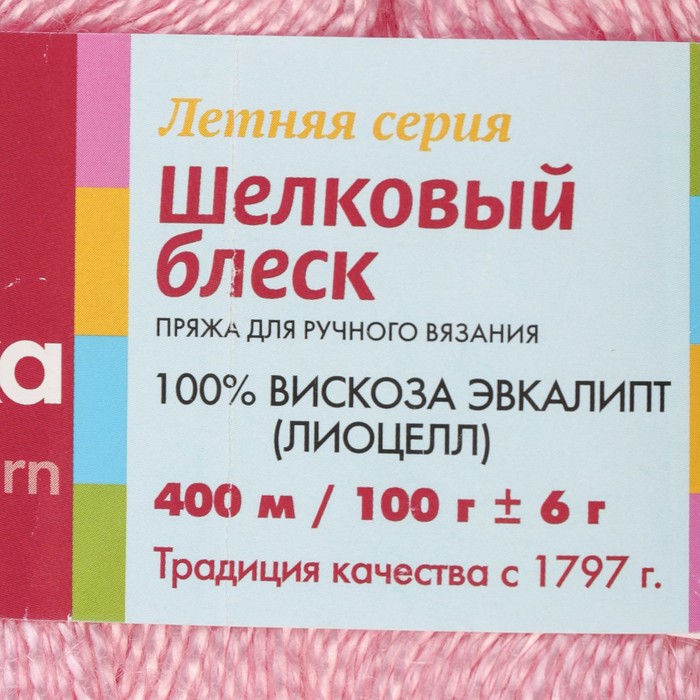 Летняя серия
Шелковый
блеск
ПРЯЖА ДЛЯ РУЧНОГО ВЯЗАНИЯ
100% ВИСКОЗА ЭВКАЛИПТ
(ЛИОЦЕЛЛ)
400 м / 100 г ± 6 г
Традиция качества с 1797 г.